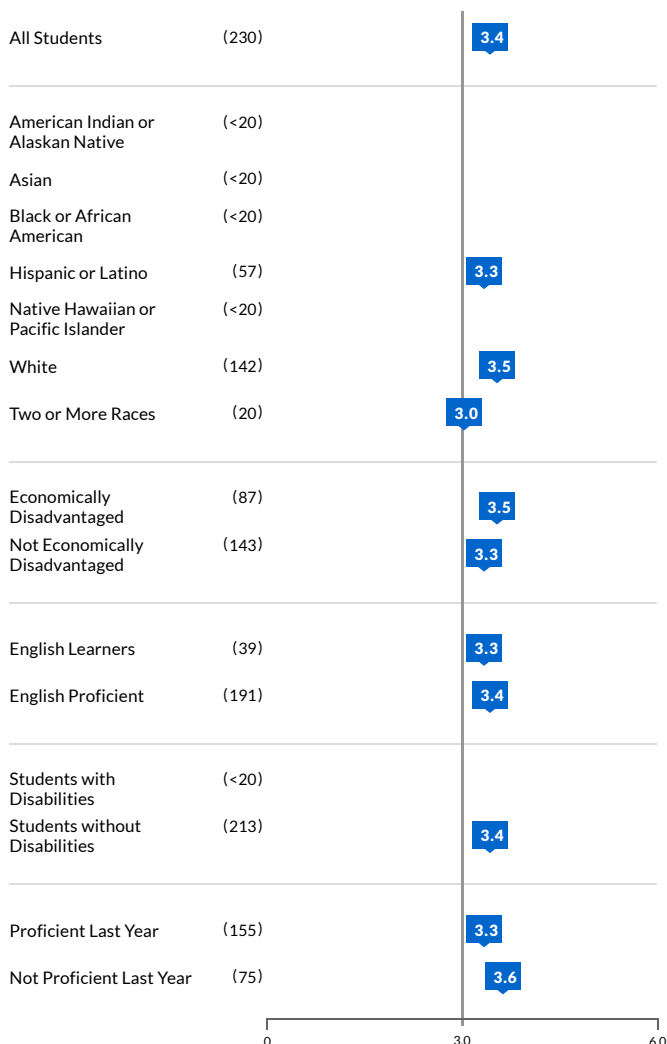 All Students (230) 3.4
American Indian or (<20)
Alaskan Native
Asian (<20)
Black or African (<20)
American
Hispanic or Latino (57) 3.3
Native Hawaiian or (<20)
Pacific Islander
White (142) 3.5
Two or More Races (20) 3.0
Economically (87) 3.5
Disadvantaged
Not Economically (143) 3.3
Disadvantaged
English Learners (39) 3.3
English Proficient (191) 3.4
Students with (<20)
Disabilities
Students without (213) 3.4
Disabilities
Proficient Last Year (155) 3.3
Not Proficient Last Year (75) 3.6
0 3.0 6.0